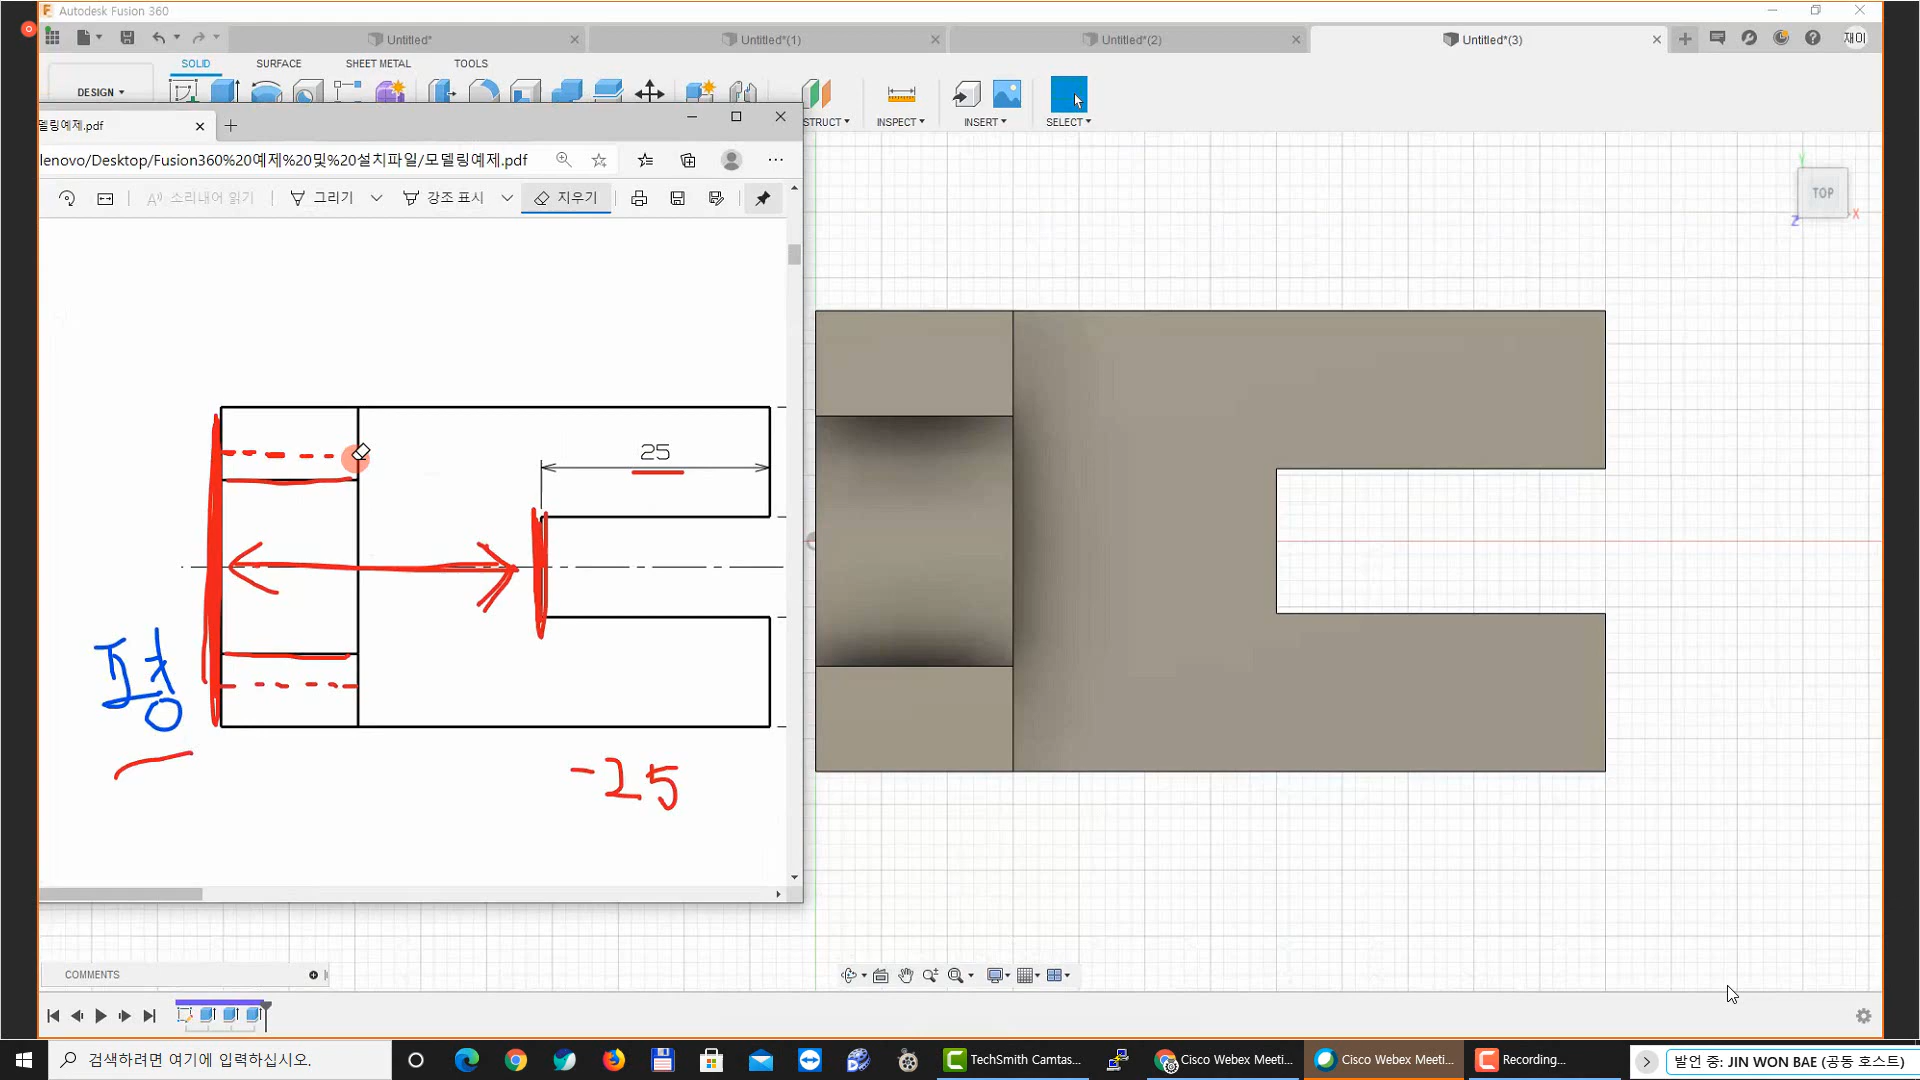 Autodesk Fusion 360
Untitled*
Untitled*(1)
Untitled*(2)
Untitled*(3)
재이
SOLID
SURFACE
SHEET METAL
TOOLS
DESIGN
STRUCT
INSPECT
INSERT
SELECT
델링예제.pdf
lenovo/Desktop/Fusion360%20예제%20및%20설치파일/모델링예제.pdf
소리내어 읽기
그리기
강조 표시
지우기
TOP
Y
X
Z
25
-25
COMMENTS
검색하려면 여기에 입력하십시오.
TechSmith Camtas...
Cisco Webex Meeti...
Cisco Webex Meeti...
Recording...
발언 중: JIN WON BAE (공동 호스트)